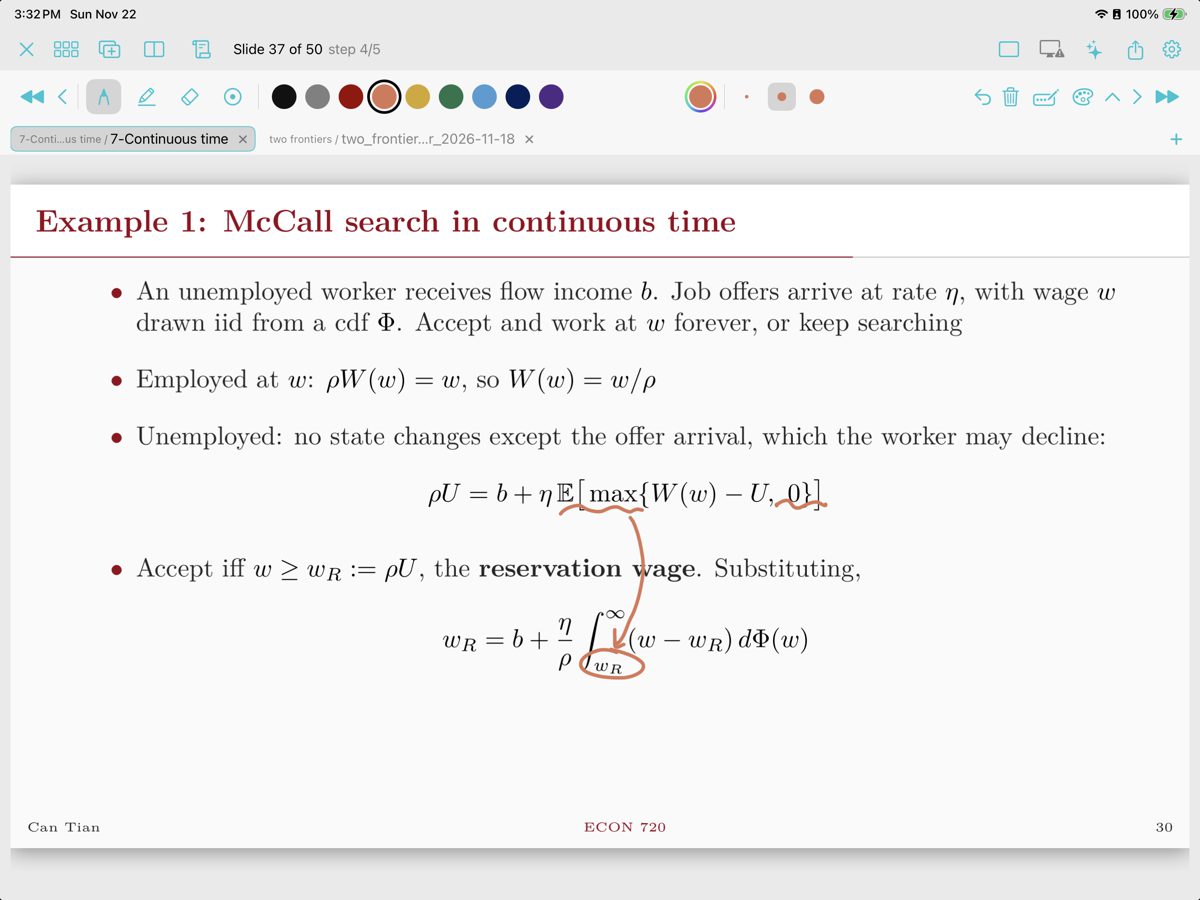 3:32 PM Sun Nov 22
100%
Slide 37 of 50 step 4/5
7-Conti...us time / 7-Continuous time
two frontiers / two_frontier...r_2026-11-18
Example 1: McCall search in continuous time
• An unemployed worker receives flow income b. Job offers arrive at rate η, with wage w
drawn iid from a cdf Φ. Accept and work at w forever, or keep searching
• Employed at w: ρW(w) = w, so W(w) = w/ρ
• Unemployed: no state changes except the offer arrival, which the worker may decline:
ρU = b + η 𝔼[max{W(w) − U, 0}]
• Accept iff w ≥ w_R := ρU, the reservation wage. Substituting,
w_R = b + η/ρ ∫_{w_R}^∞ (w − w_R) dΦ(w)
Can Tian
ECON 720
30